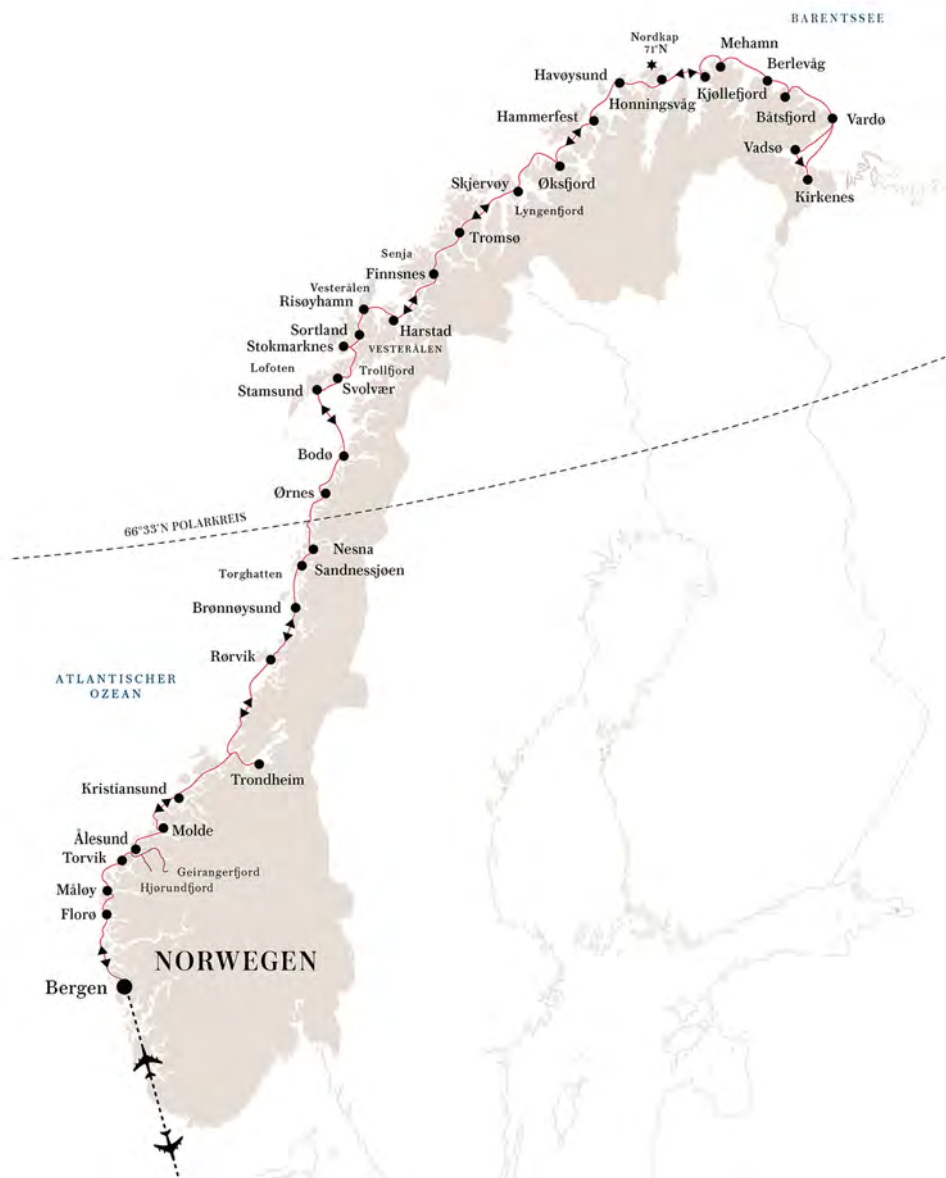 BARENTSSEE
Nordkap
71°N
Mehamn
Berlevåg
Havøysund
Kjøllefjord
Honningsvåg
Båtsfjord
Hammerfest
Vardø
Vadsø
Kirkenes
Øksfjord
Skjervøy
Lyngenfjord
Tromsø
Senja
Finnsnes
Vesterålen
Risøyhamn
Harstad
Sortland
Stokmarknes
VESTERÅLEN
Lofoten
Trollfjord
Svolvær
Stamsund
Bodø
Ørnes
66°33'N POLARKREIS
Nesna
Sandnessjøen
Torghatten
Brønnøysund
Rørvik
ATLANTISCHER
OZEAN
Trondheim
Kristiansund
Molde
Ålesund
Torvik
Geirangerfjord
Hjørundfjord
Måløy
Florø
NORWEGEN
Bergen